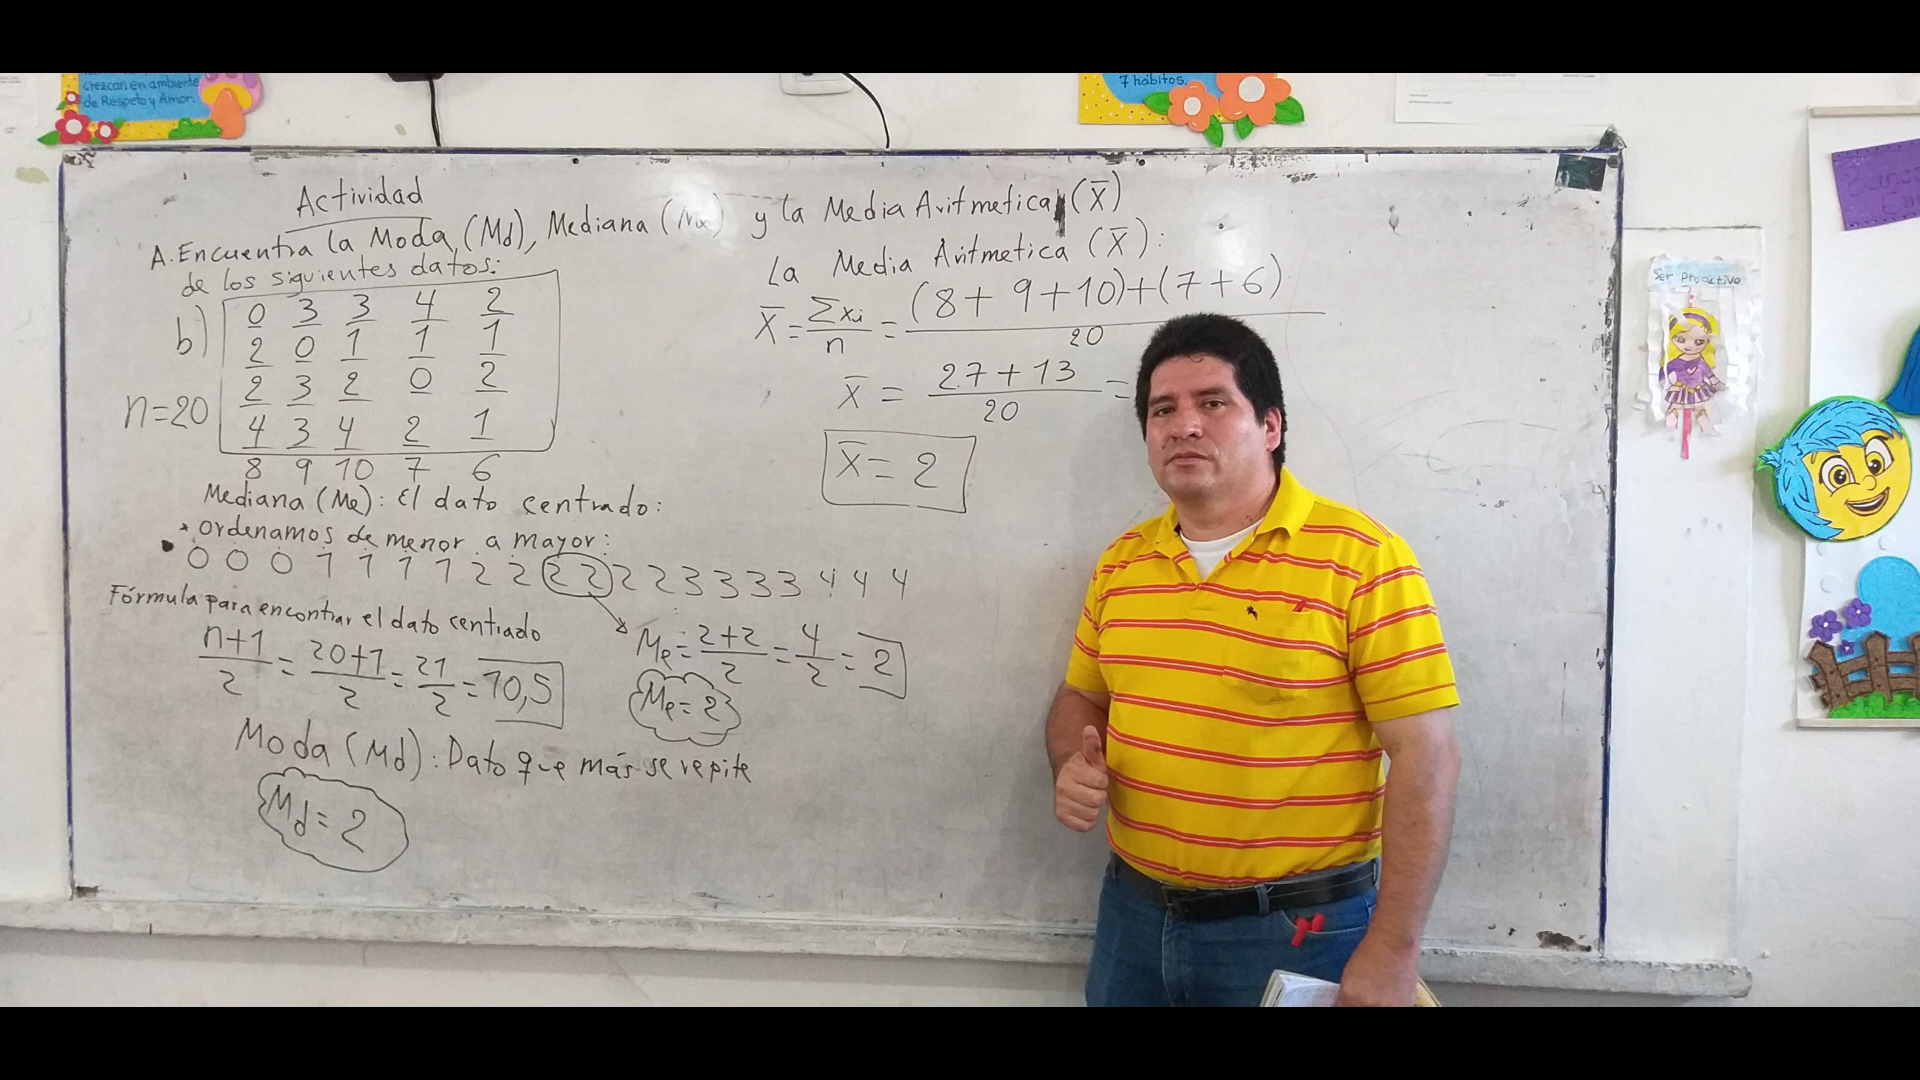 crezcan en ambiente
de Respeto y Amor.
7 hábitos.
Actividad
A. Encuentra la Moda (Md), Mediana (Me) y la Media Aritmetica (X̄)
de los siguientes datos:
b)
0 3 3 4 2
2 0 1 1 1
2 3 2 0 2
n=20
4 3 4 2 1
8 9 10 7 6
Mediana (Me): El dato centrado:
* ordenamos de menor a mayor:
0 0 0 1 1 1 1 2 2 2 2 2 2 3 3 3 3 4 4 4
Fórmula para encontrar el dato centrado
n+1/2 = 20+1/2 = 21/2 = 10,5
Me = 2+2/2 = 4/2 = 2
Me = 2
Moda (Md): Dato que más se repite
Md = 2
La Media Aritmetica (X̄):
X̄ = Σxi/n = (8+9+10)+(7+6)/20
X̄ = 27+13/20 =
X̄ = 2
Ser proactivo